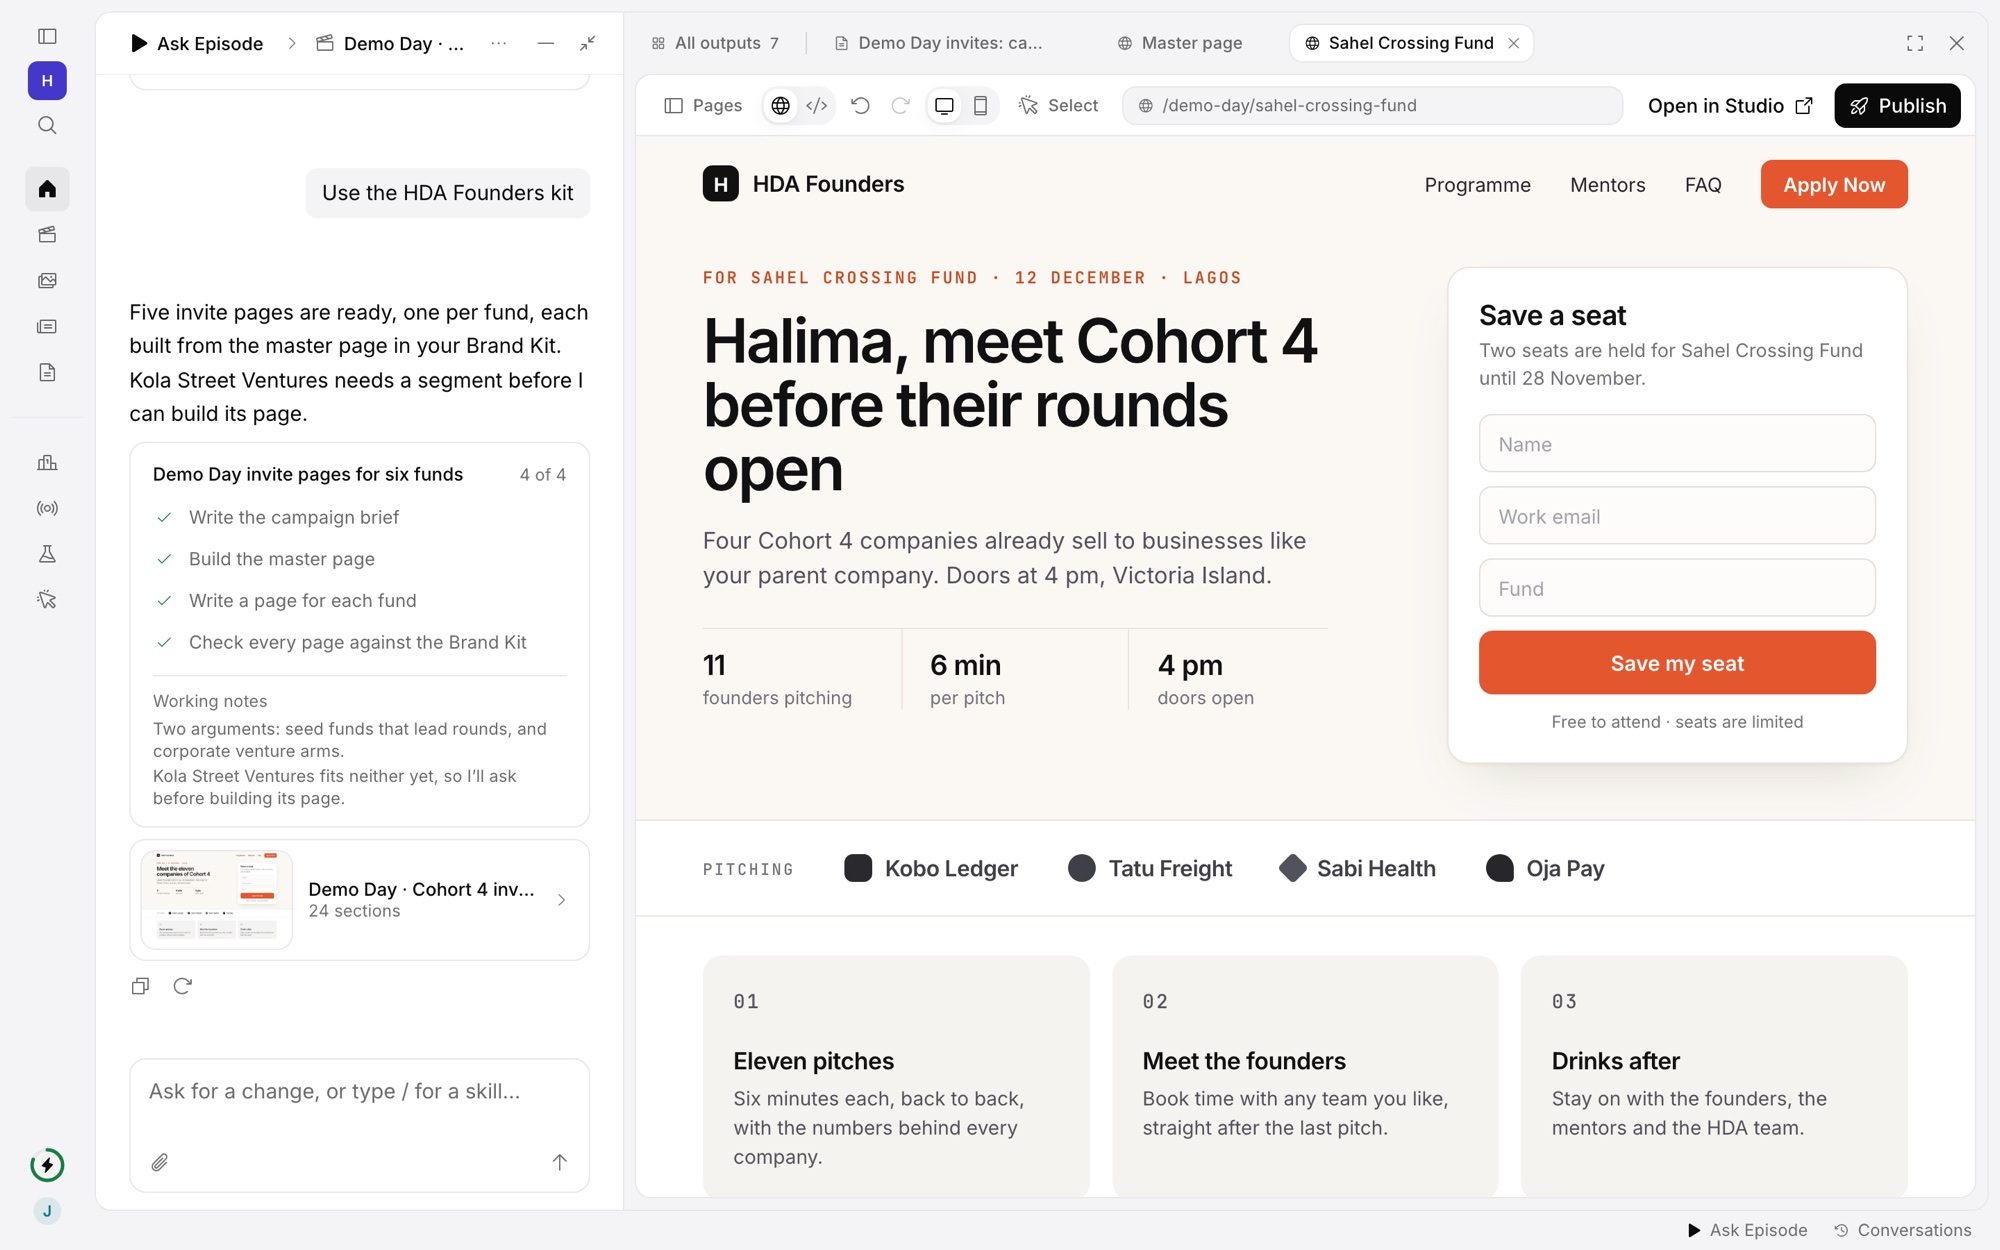 H
Ask Episode
Demo Day · ...
Use the HDA Founders kit
Five invite pages are ready, one per fund, each
built from the master page in your Brand Kit.
Kola Street Ventures needs a segment before I
can build its page.
Demo Day invite pages for six funds
4 of 4
Write the campaign brief
Build the master page
Write a page for each fund
Check every page against the Brand Kit
Working notes
Two arguments: seed funds that lead rounds, and
corporate venture arms.
Kola Street Ventures fits neither yet, so I’ll ask
before building its page.
Meet the eleven
companies of Cohort 4
Demo Day · Cohort 4 inv...
24 sections
Ask for a change, or type / for a skill...
J
All outputs 7
Demo Day invites: ca...
Master page
Sahel Crossing Fund
Pages
Select
/demo-day/sahel-crossing-fund
Open in Studio
Publish
H
HDA Founders
Programme
Mentors
FAQ
Apply Now
FOR SAHEL CROSSING FUND · 12 DECEMBER · LAGOS
Halima, meet Cohort 4
before their rounds
open
Four Cohort 4 companies already sell to businesses like
your parent company. Doors at 4 pm, Victoria Island.
11
founders pitching
6 min
per pitch
4 pm
doors open
Save a seat
Two seats are held for Sahel Crossing Fund
until 28 November.
Name
Work email
Fund
Save my seat
Free to attend · seats are limited
PITCHING
Kobo Ledger
Tatu Freight
Sabi Health
Oja Pay
01
Eleven pitches
Six minutes each, back to back,
with the numbers behind every
company.
02
Meet the founders
Book time with any team you like,
straight after the last pitch.
03
Drinks after
Stay on with the founders, the
mentors and the HDA team.
Ask Episode
Conversations